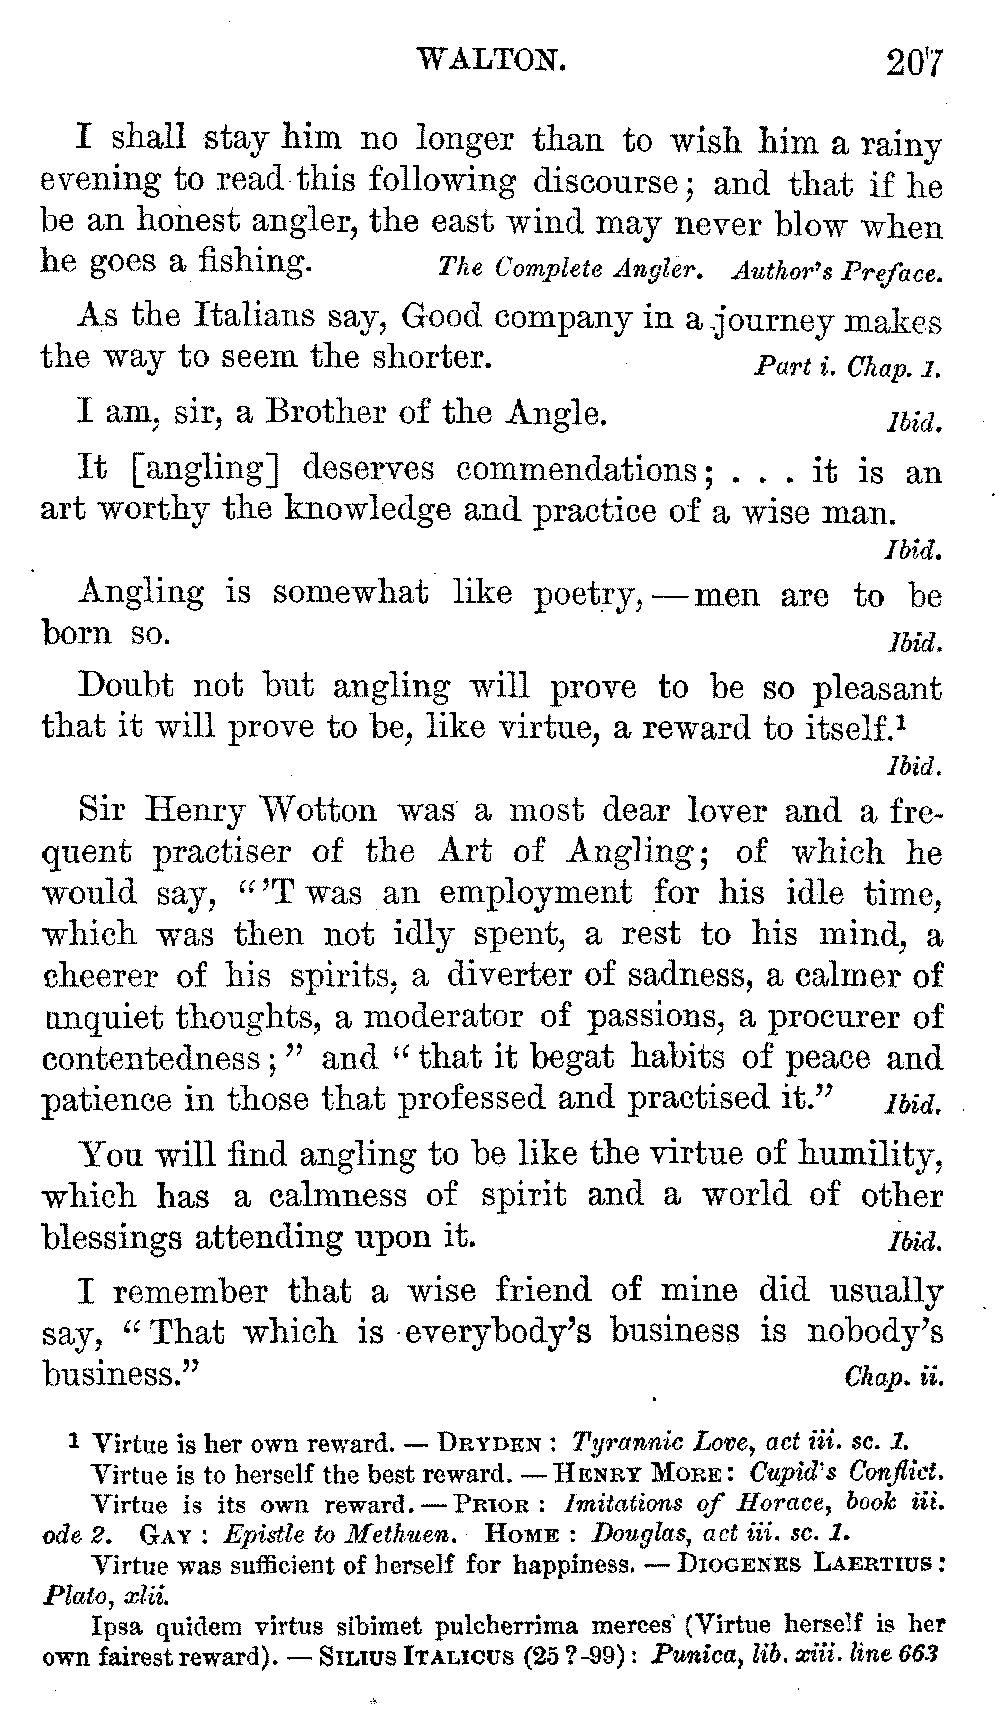 WALTON. 207
I shall stay him no longer than to wish him a rainy
evening to read this following discourse; and that if he
be an honest angler, the east wind may never blow when
he goes a fishing. The Complete Angler. Author's Preface.
As the Italians say, Good company in a journey makes
the way to seem the shorter. Part i. Chap. 1.
I am, sir, a Brother of the Angle. Ibid.
It [angling] deserves commendations; . . . it is an
art worthy the knowledge and practice of a wise man.
Ibid.
Angling is somewhat like poetry, — men are to be
born so. Ibid.
Doubt not but angling will prove to be so pleasant
that it will prove to be, like virtue, a reward to itself.¹
Ibid.
Sir Henry Wotton was a most dear lover and a fre-
quent practiser of the Art of Angling; of which he
would say, "'T was an employment for his idle time,
which was then not idly spent, a rest to his mind, a
cheerer of his spirits, a diverter of sadness, a calmer of
unquiet thoughts, a moderator of passions, a procurer of
contentedness;" and "that it begat habits of peace and
patience in those that professed and practised it." Ibid.
You will find angling to be like the virtue of humility,
which has a calmness of spirit and a world of other
blessings attending upon it. Ibid.
I remember that a wise friend of mine did usually
say, "That which is everybody's business is nobody's
business." Chap. ii.
1 Virtue is her own reward. — DRYDEN: Tyrannic Love, act iii. sc. 1.
Virtue is to herself the best reward. — HENRY MORE: Cupid's Conflict.
Virtue is its own reward. — PRIOR: Imitations of Horace, book iii.
ode 2. GAY: Epistle to Methuen. HOME: Douglas, act iii. sc. 1.
Virtue was sufficient of herself for happiness. — DIOGENES LAERTIUS:
Plato, xlii.
Ipsa quidem virtus sibimet pulcherrima merces (Virtue herself is her
own fairest reward). — SILIUS ITALICUS (25 ?-99): Punica, lib. xiii. line 663